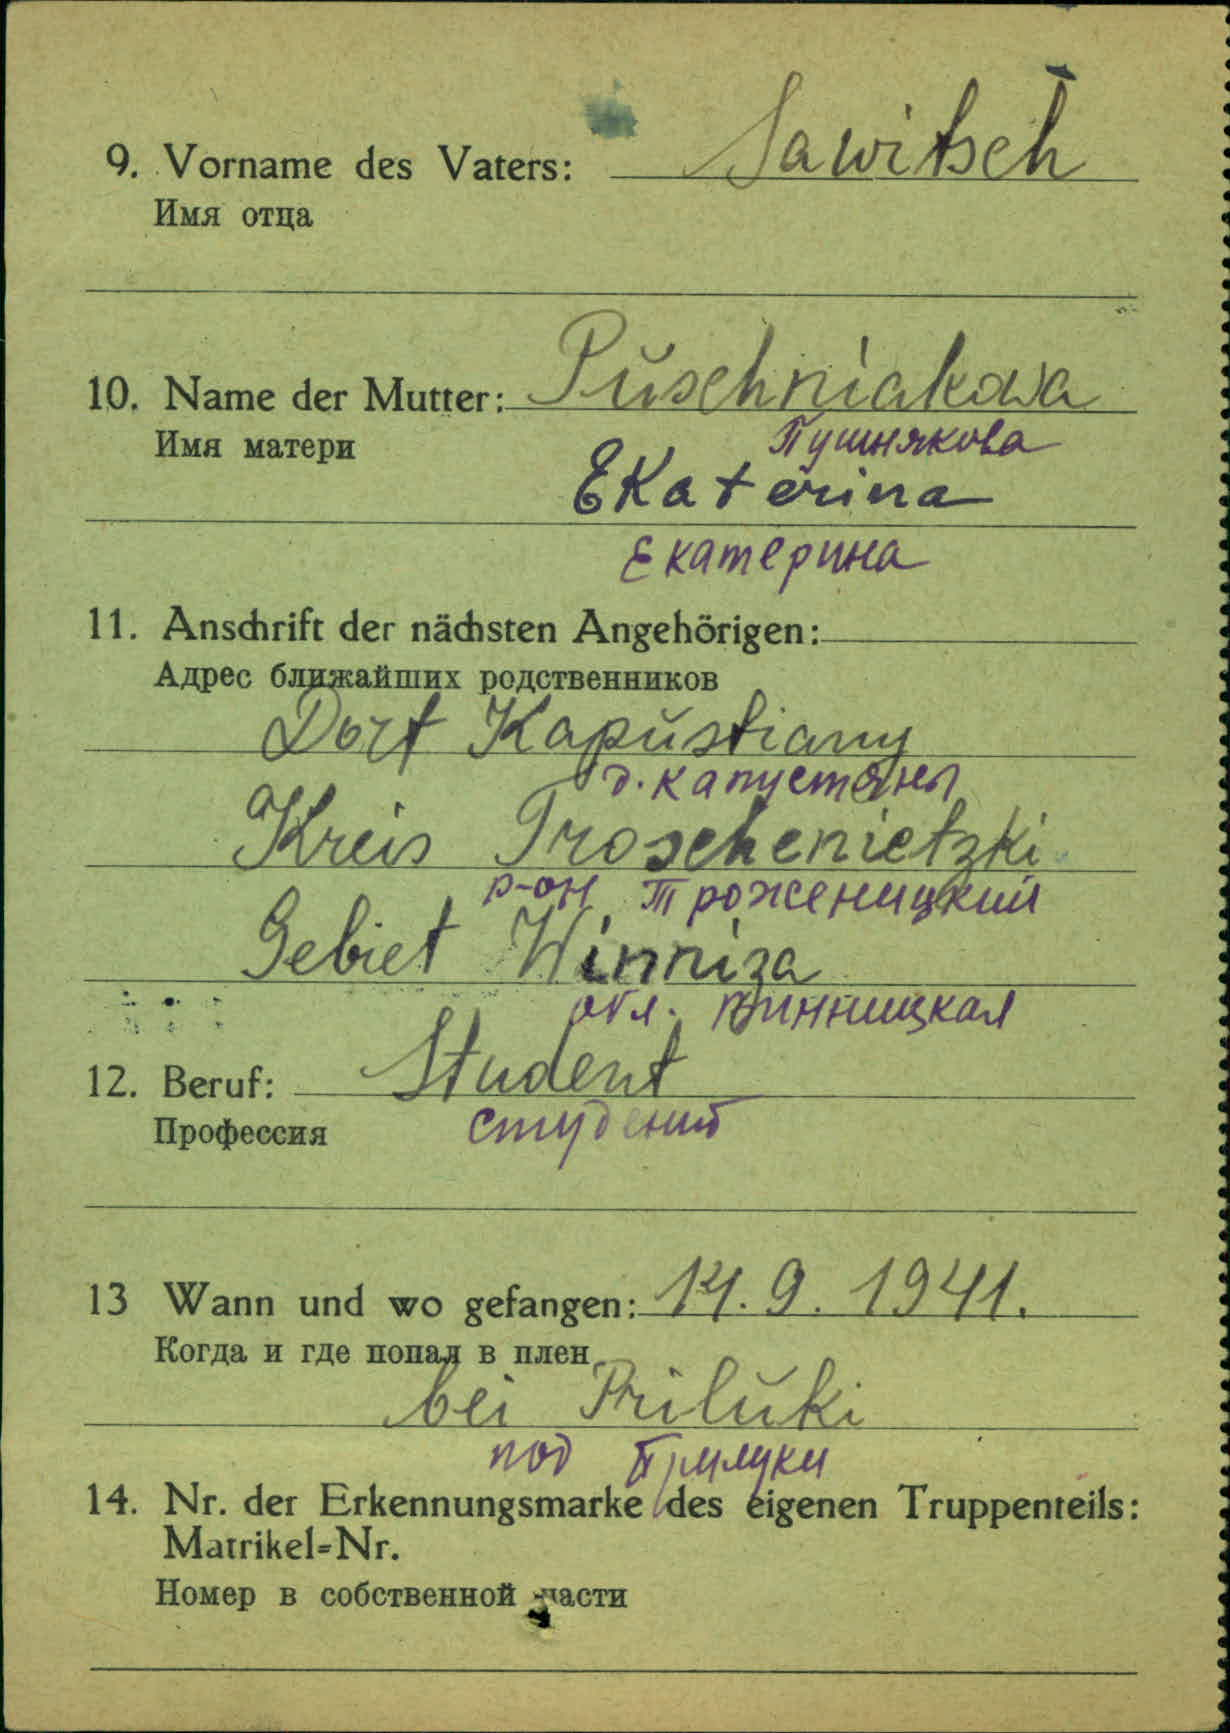 9. Vorname des Vaters: Sawitsch
Имя отца
10. Name der Mutter: Puschniakowa
Имя матери
Пушнякова
Ekaterina
Екатерина
11. Anschrift der nächsten Angehörigen:
Адрес ближайших родственников
Dorf Kapustiany
д. капустяны
Kreis Troschenietzki
р-он Троженицкий
Gebiet Winniza
обл. Винницкая
12. Beruf: Student
Профессия
студент
13 Wann und wo gefangen: 14. 9. 1941.
Когда и где попал в плен
bei Priluki
под Прилуки
14. Nr. der Erkennungsmarke des eigenen Truppenteils:
Matrikel=Nr.
Номер в собственной части